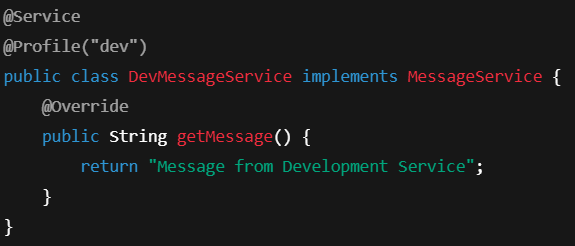 @Service
@Profile("dev")
public class DevMessageService implements MessageService {
    @Override
    public String getMessage() {
        return "Message from Development Service";
    }
}